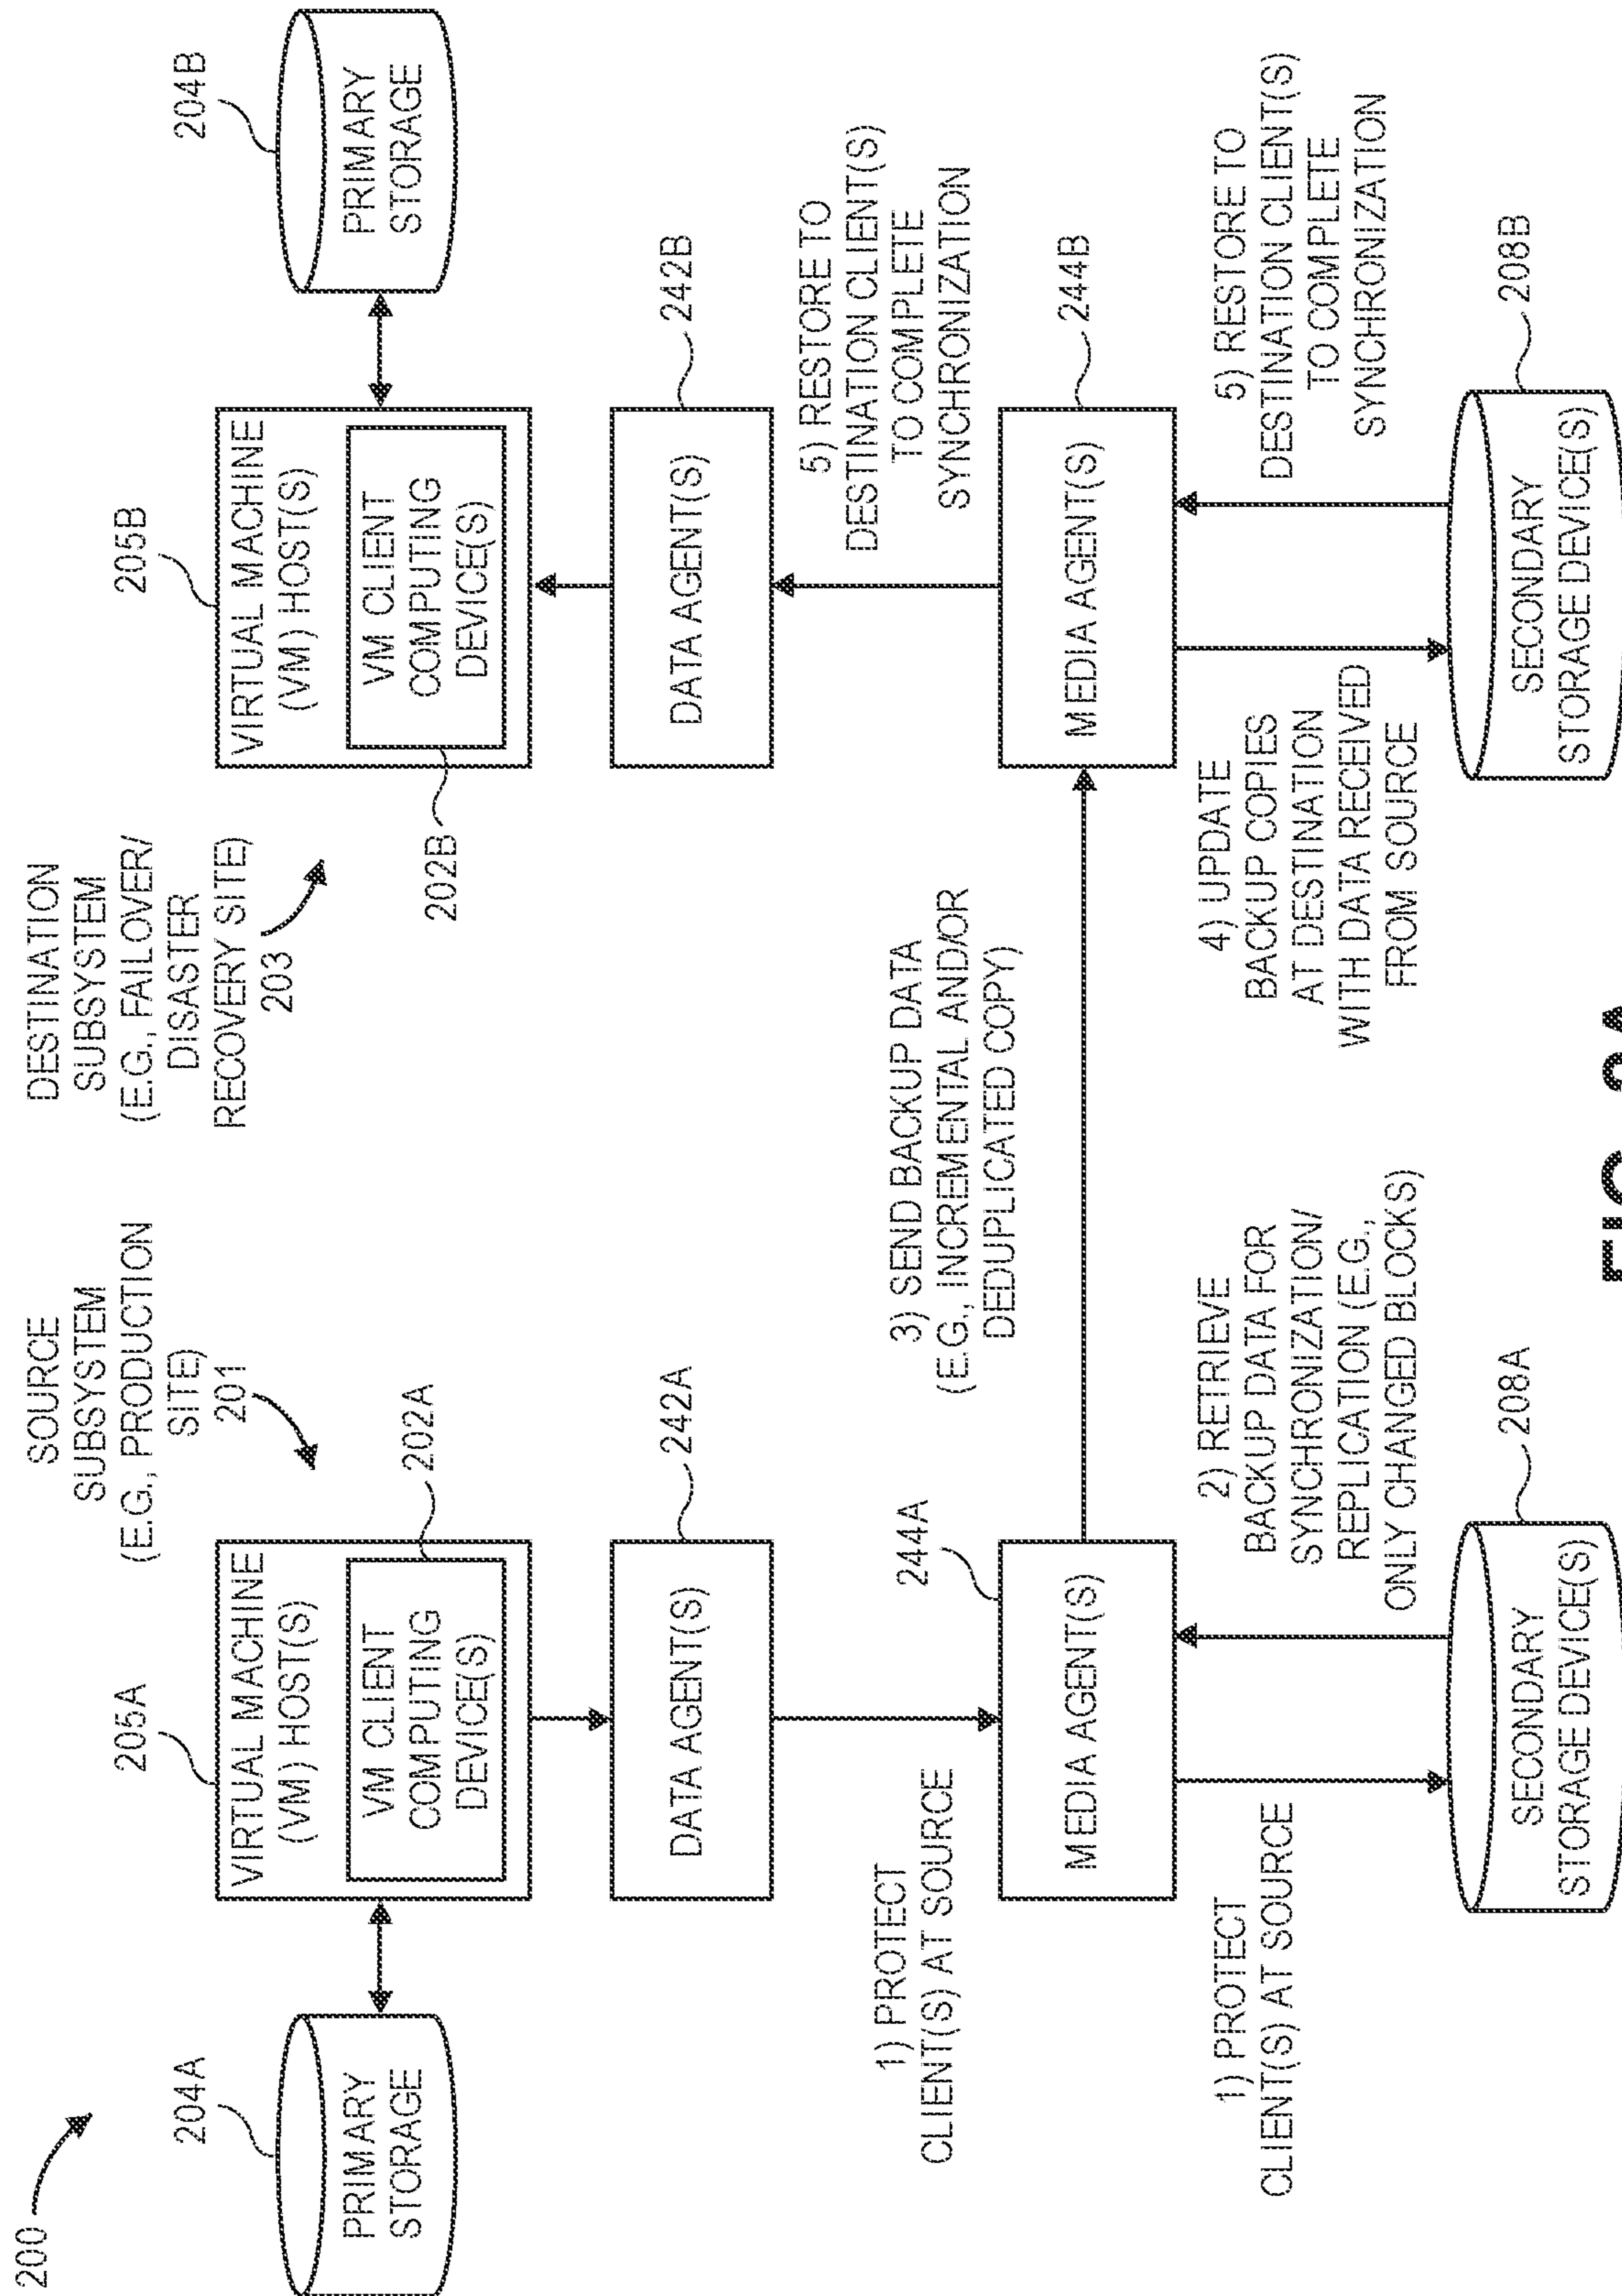 200
SOURCE
SUBSYSTEM
(E.G., PRODUCTION
SITE)
201
DESTINATION
SUBSYSTEM
(E.G., FAILOVER/
DISASTER
RECOVERY SITE)
203
204A
PRIMARY
STORAGE
205A
VIRTUAL MACHINE
(VM) HOST(S)
VM CLIENT
COMPUTING
DEVICE(S)
202A
205B
VIRTUAL MACHINE
(VM) HOST(S)
VM CLIENT
COMPUTING
DEVICE(S)
202B
204B
PRIMARY
STORAGE
DATA AGENT(S)
242A
DATA AGENT(S)
242B
1) PROTECT
CLIENT(S) AT SOURCE
3) SEND BACKUP DATA
(E.G., INCREMENTAL AND/OR
DEDUPLICATED COPY)
5) RESTORE TO
DESTINATION CLIENT(S)
TO COMPLETE
SYNCHRONIZATION
244A
MEDIA AGENT(S)
MEDIA AGENT(S)
244B
1) PROTECT
CLIENT(S) AT SOURCE
2) RETRIEVE
BACKUP DATA FOR
SYNCHRONIZATION/
REPLICATION (E.G.,
ONLY CHANGED BLOCKS)
4) UPDATE
BACKUP COPIES
AT DESTINATION
WITH DATA RECEIVED
FROM SOURCE
5) RESTORE TO
DESTINATION CLIENT(S)
TO COMPLETE
SYNCHRONIZATION
SECONDARY
STORAGE DEVICE(S)
208A
SECONDARY
STORAGE DEVICE(S)
208B